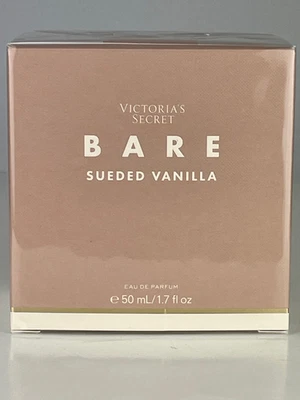 VICTORIA'S
SECRET
BARE
SUEDED VANILLA
EAU DE PARFUM
℮ 50 mL/1.7 fl oz